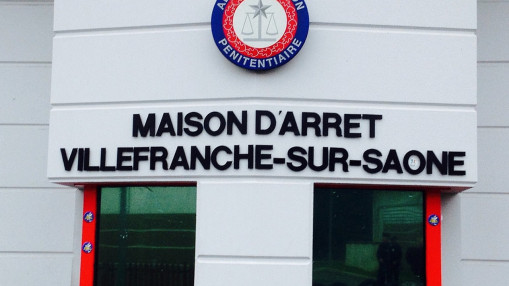 PENITENTIAIRE
MAISON D'ARRET
VILLEFRANCHE-SUR-SAONE